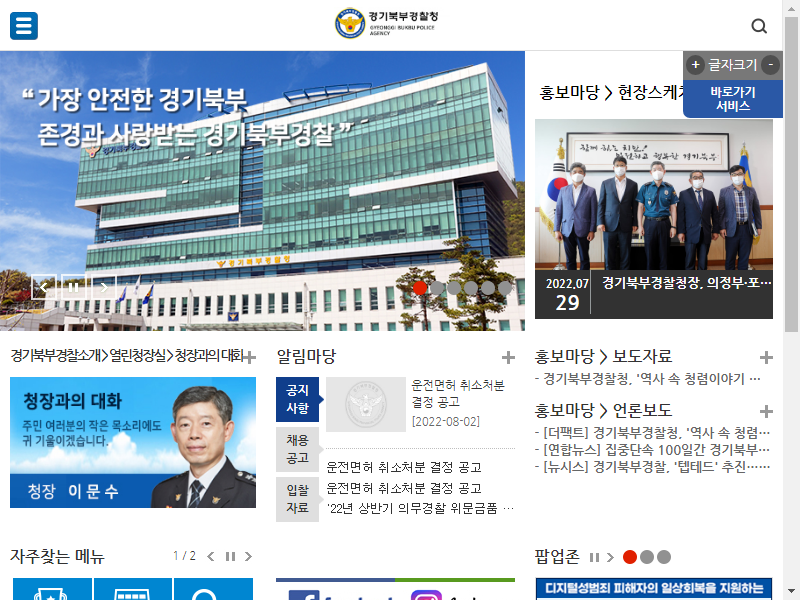 경기북부경찰청
GYEONGGI BUKBU POLICE
AGENCY
+ 글자크기 -
바로가기
서비스
“가장 안전한 경기북부
존경과 사랑받는 경기북부경찰”
경기북부경찰청
홍보마당 > 현장스케치
2022.07
29
경기북부경찰청장, 의정부·포...
경기북부경찰소개>열린청장실>청장과의 대화
청장과의 대화
주민 여러분의 작은 목소리에도
귀 기울이겠습니다.
청장 이 문 수
알림마당
공지
사항
채용
공고
입찰
자료
운전면허 취소처분
결정 공고
[2022-08-02]
운전면허 취소처분 결정 공고
운전면허 취소처분 결정 공고
'22년 상반기 의무경찰 위문금품 ...
홍보마당 > 보도자료
- 경기북부경찰청, '역사 속 청렴이야기 ...
홍보마당 > 언론보도
- [더팩트] 경기북부경찰청, '역사 속 청렴...
- [연합뉴스] 집중단속 100일간 경기북부...
- [뉴시스] 경기북부경찰, '텝테드' 추진......
자주찾는 메뉴
1 / 2
팝업존
디지털성범죄 피해자의 일상회복을 지원하는